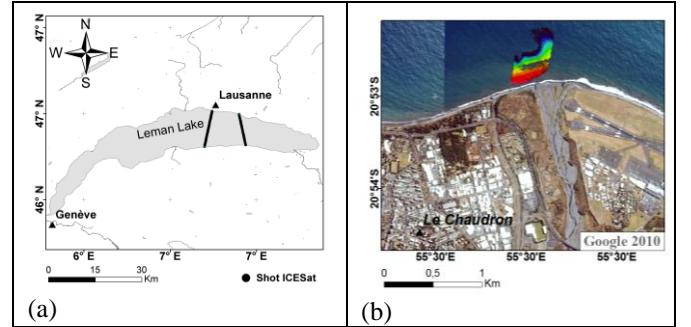 N
W E
S
47° N
47° N
46° N
Lausanne
Leman Lake
Genève
6° E
7° E
7° E
0 15 30
Km
Shot ICESat
(a)
20°53'S
20°54'S
Le Chaudron
Google 2010
55°30'E
55°30'E
55°30'E
0 0,5 1
Km
(b)